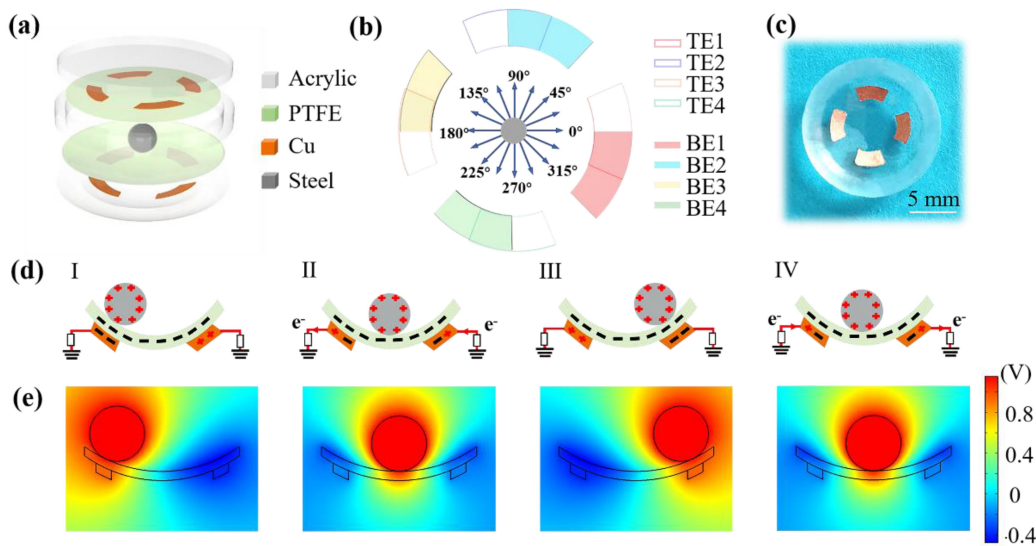 (a)
Acrylic
PTFE
Cu
Steel
(b)
90°
135°
45°
180°
0°
225°
315°
270°
TE1
TE2
TE3
TE4
BE1
BE2
BE3
BE4
(c)
5 mm
(d)
I
II
III
IV
e-
e-
e-
e-
(e)
(V)
0.8
0.4
0
-0.4